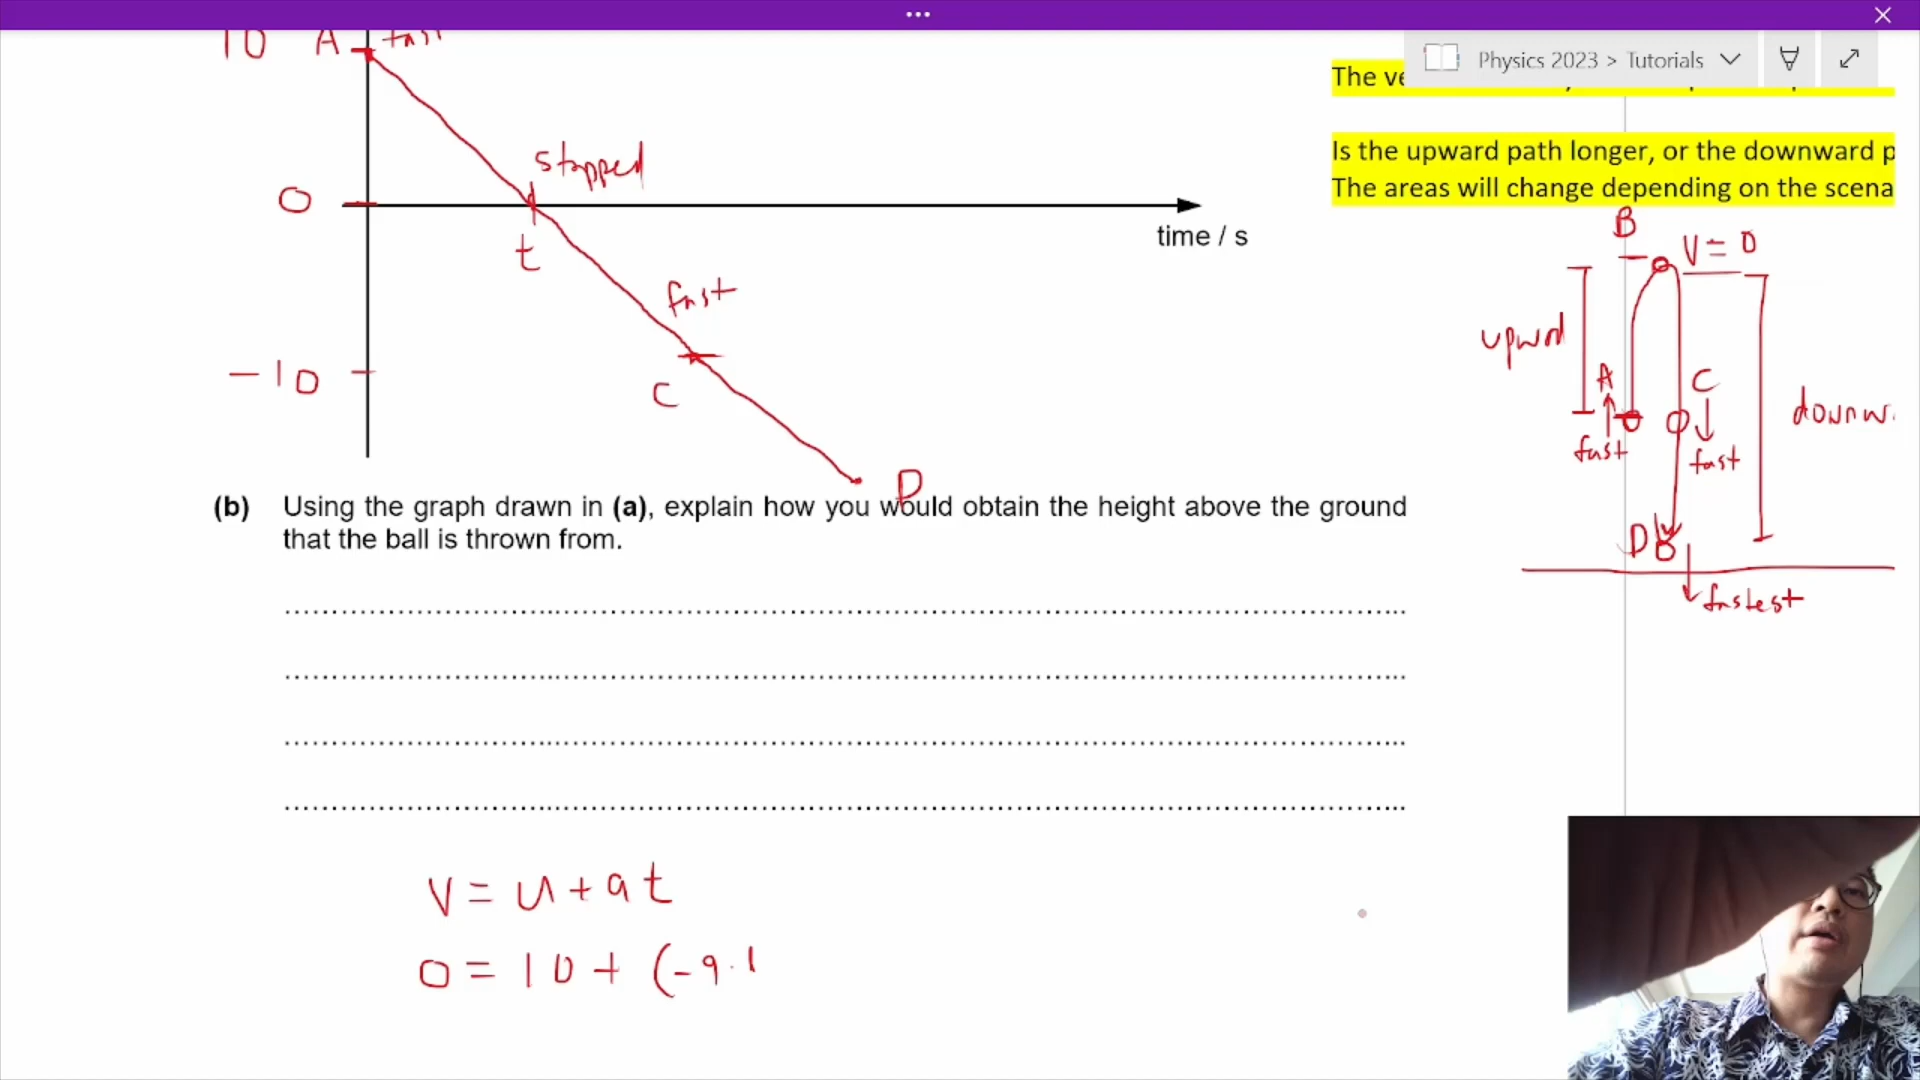 ...
Physics 2023 > Tutorials
10 A fast
The ve
Is the upward path longer, or the downward p
The areas will change depending on the scena
stopped
0
t
time / s
fast
-10
C
D
B
V = 0
upwrd
A
C
downw.
fast
fast
D
fastest
(b) Using the graph drawn in (a), explain how you would obtain the height above the ground
that the ball is thrown from.
V = u + at
0 = 10 + (-9.